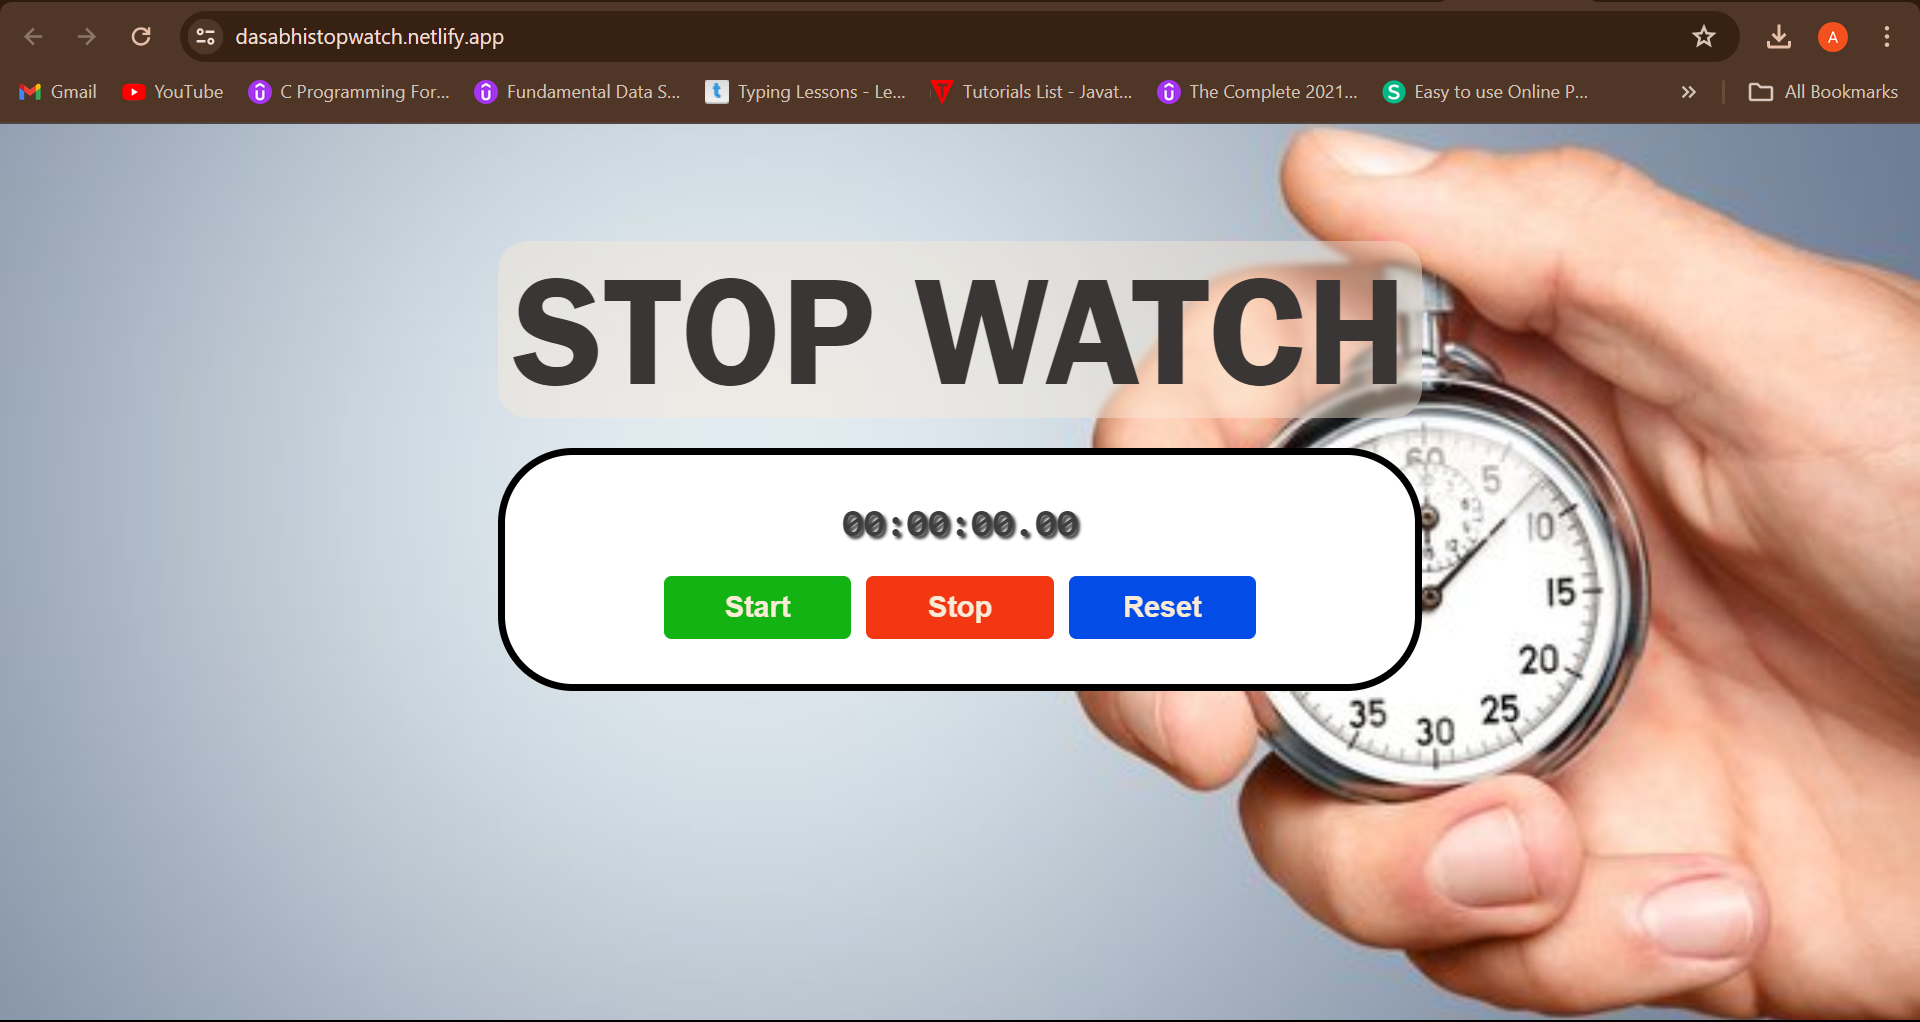 dasabhistopwatch.netlify.app
A
Gmail YouTube C Programming For... Fundamental Data S... Typing Lessons - Le... Tutorials List - Javat... The Complete 2021... Easy to use Online P... All Bookmarks
STOP WATCH
00:00:00.00
Start Stop Reset
60
5
10
15
20
25
30
35